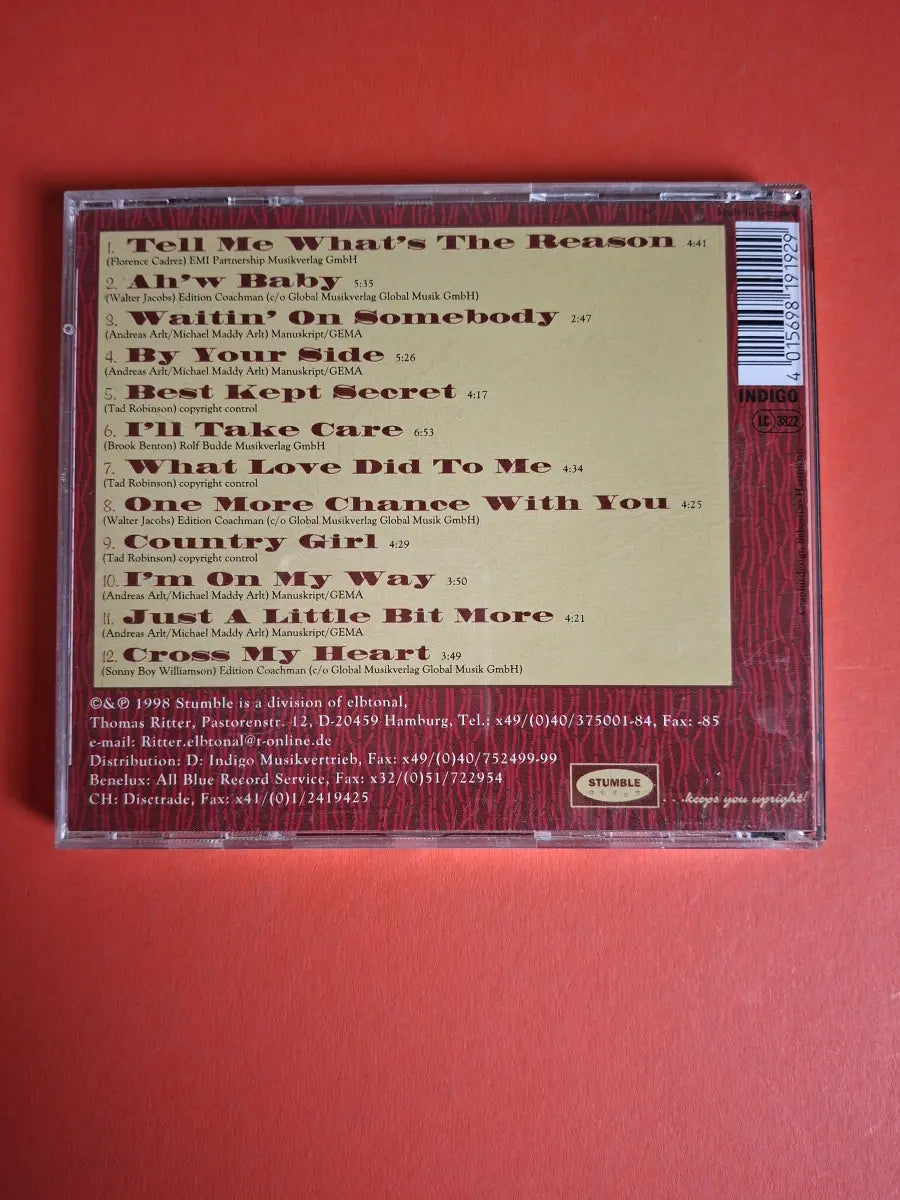 Made in Germany
1. Tell Me What's The Reason 4:41
(Florence Cadrez) EMI Partnership Musikverlag GmbH
2. Ah'w Baby 5:35
(Walter Jacobs) Edition Coachman (c/o Global Musikverlag Global Musik GmbH)
3. Waitin' On Somebody 2:47
(Andreas Arlt/Michael Maddy Arlt) Manuskript/GEMA
4. By Your Side 5:26
(Andreas Arlt/Michael Maddy Arlt) Manuskript/GEMA
5. Best Kept Secret 4:17
(Tad Robinson) copyright control
6. I'll Take Care 6:53
(Brook Benton) Rolf Budde Musikverlag GmbH
7. What Love Did To Me 4:34
(Tad Robinson) copyright control
8. One More Chance With You 4:25
(Walter Jacobs) Edition Coachman (c/o Global Musikverlag Global Musik GmbH)
9. Country Girl 4:29
(Tad Robinson) copyright control
10. I'm On My Way 3:50
(Andreas Arlt/Michael Maddy Arlt) Manuskript/GEMA
11. Just A Little Bit More 4:21
(Andreas Arlt/Michael Maddy Arlt) Manuskript/GEMA
12. Cross My Heart 3:49
(Sonny Boy Williamson) Edition Coachman (c/o Global Musikverlag Global Musik GmbH)
4 015698 191929
INDIGO
LC 3822
Sebastian
©&℗ 1998 Stumble is a division of elbtonal,
Thomas Ritter, Pastorenstr. 12, D-20459 Hamburg, Tel.: x49/(0)40/375001-84, Fax: -85
e-mail: Ritter.elbtonal@t-online.de
Distribution: D: Indigo Musikvertrieb, Fax: x49/(0)40/752499-99
Benelux: All Blue Record Service, Fax: x32/(0)51/722954
CH: Disctrade, Fax: x41/(0)1/2419425
STUMBLE
...keeps you upright!